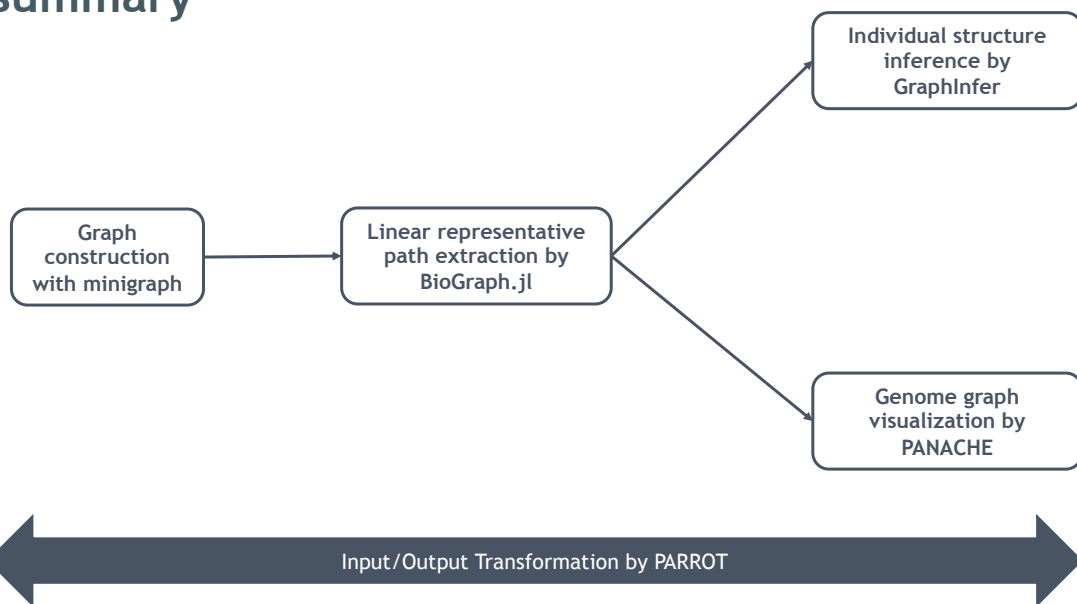 summary
Individual structure
inference by
GraphInfer
Graph
construction
with minigraph
Linear representative
path extraction by
BioGraph.jl
Genome graph
visualization by
PANACHE
Input/Output Transformation by PARROT